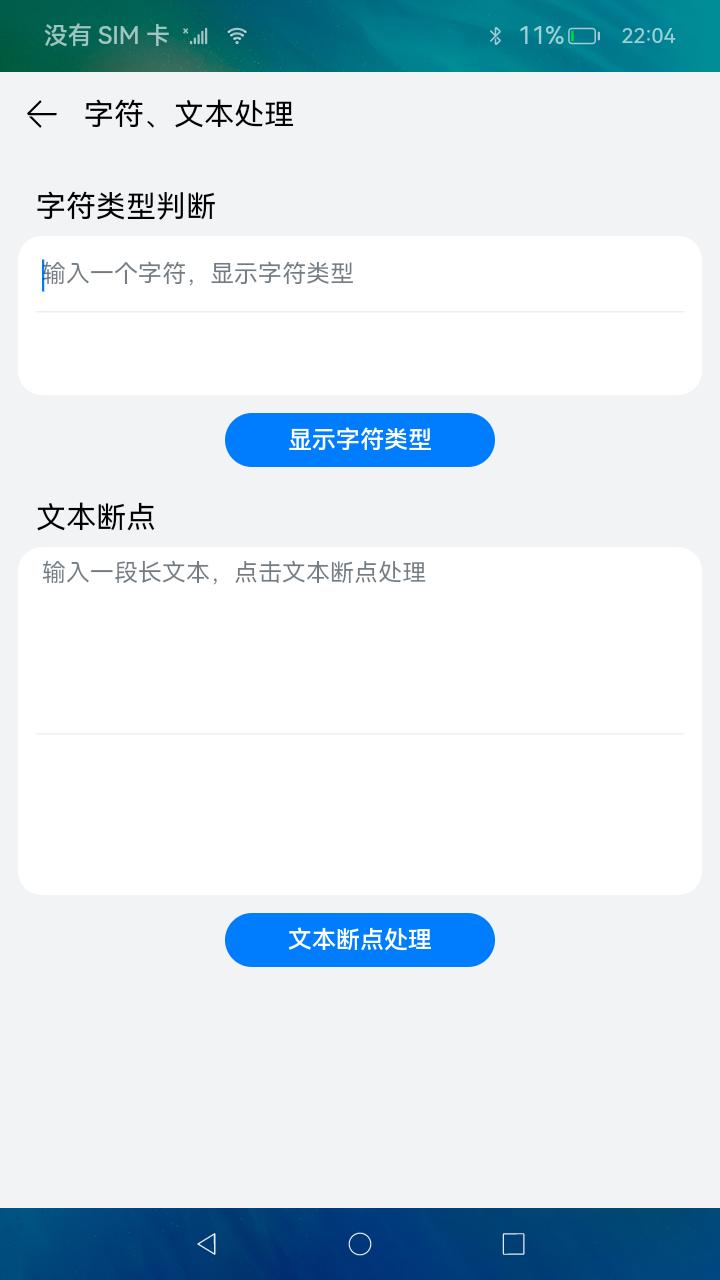 没有 SIM 卡 11% 22:04
字符、文本处理
字符类型判断
输入一个字符，显示字符类型
显示字符类型
文本断点
输入一段长文本，点击文本断点处理
文本断点处理